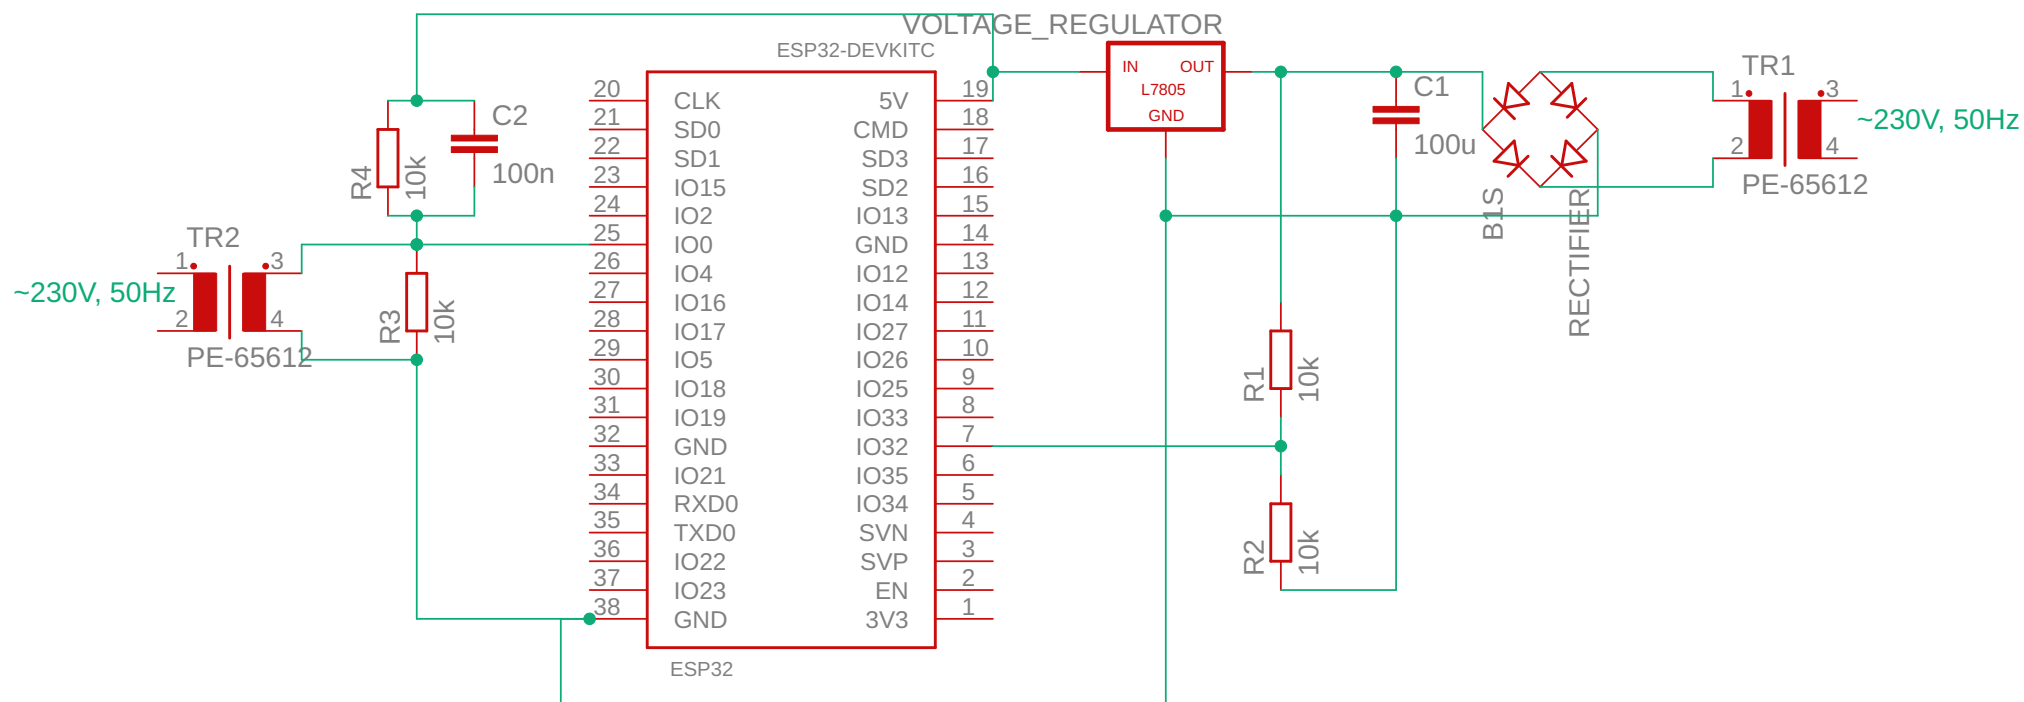 VOLTAGE_REGULATOR
ESP32-DEVKITC
IN OUT
L7805
GND
TR1
1 3
2 4
PE-65612
~230V, 50Hz
C1
100u
B1S
RECTIFIER
C2
100n
R4
10k
TR2
1 3
2 4
PE-65612
~230V, 50Hz
R3
10k
20 CLK 5V 19
21 SD0 CMD 18
22 SD1 SD3 17
23 IO15 SD2 16
24 IO2 IO13 15
25 IO0 GND 14
26 IO4 IO12 13
27 IO16 IO14 12
28 IO17 IO27 11
29 IO5 IO26 10
30 IO18 IO25 9
31 IO19 IO33 8
32 GND IO32 7
33 IO21 IO35 6
34 RXD0 IO34 5
35 TXD0 SVN 4
36 IO22 SVP 3
37 IO23 EN 2
38 GND 3V3 1
ESP32
R1
10k
R2
10k